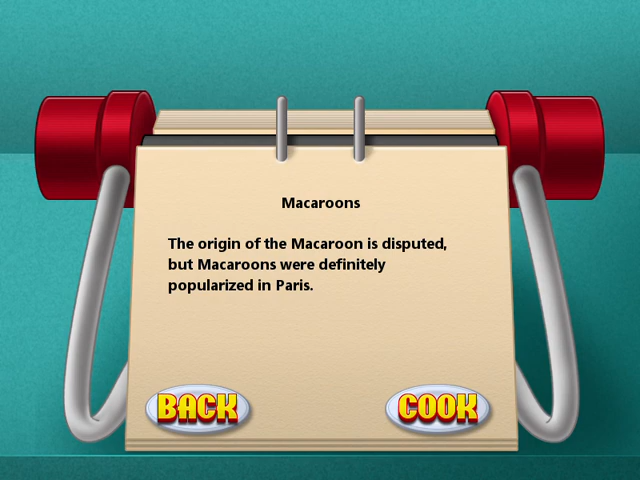 Macaroons
The origin of the Macaroon is disputed,
but Macaroons were definitely
popularized in Paris.
BACK
COOK